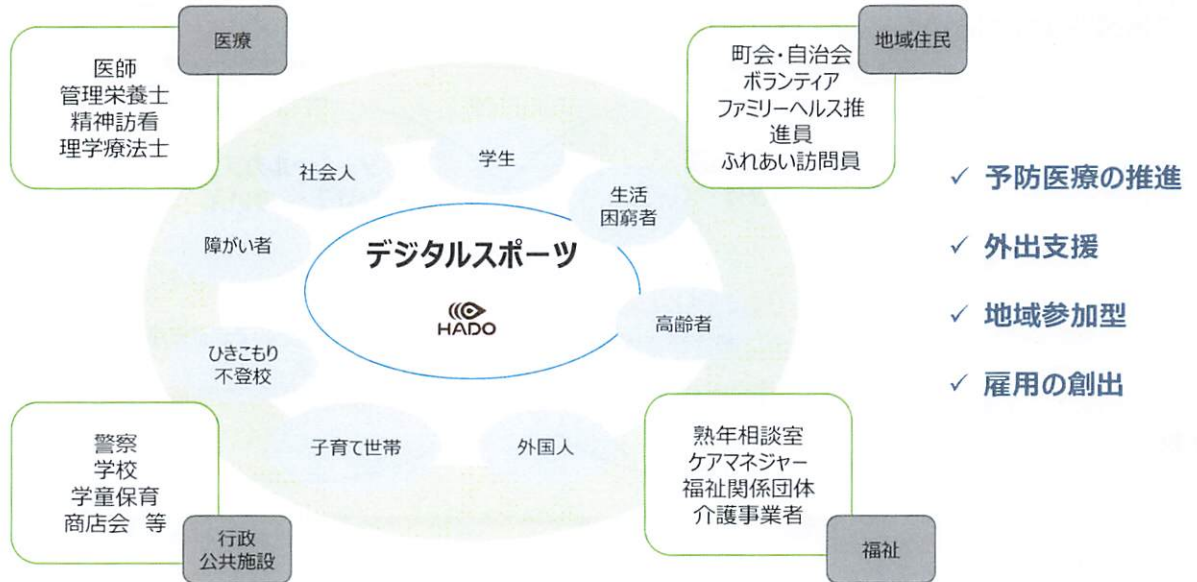 医療
医師
管理栄養士
精神訪看
理学療法士
地域住民
町会・自治会
ボランティア
ファミリーヘルス推
進員
ふれあい訪問員
社会人
学生
生活
困窮者
障がい者
デジタルスポーツ
HADO
高齢者
ひきこもり
不登校
子育て世帯
外国人
✓ 予防医療の推進
✓ 外出支援
✓ 地域参加型
✓ 雇用の創出
警察
学校
学童保育
商店会 等
行政
公共施設
熟年相談室
ケアマネジャー
福祉関係団体
介護事業者
福祉